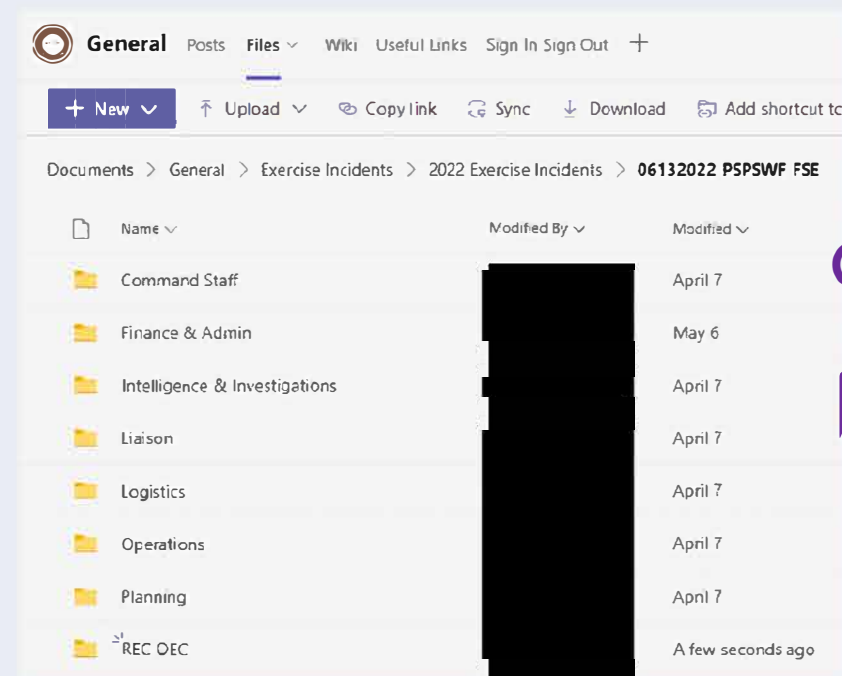 General Posts Files Wiki Useful Links Sign In Sign Out
New Upload Copy link Sync Download Add shortcut to
Documents > General > Exercise Incidents > 2022 Exercise Incidents > 06132022 PSPSWF FSE
Name Modified By Modified
Command Staff April 7
Finance & Admin May 6
Intelligence & Investigations April 7
Liaison April 7
Logistics April 7
Operations April 7
Planning April 7
REC OEC A few seconds ago